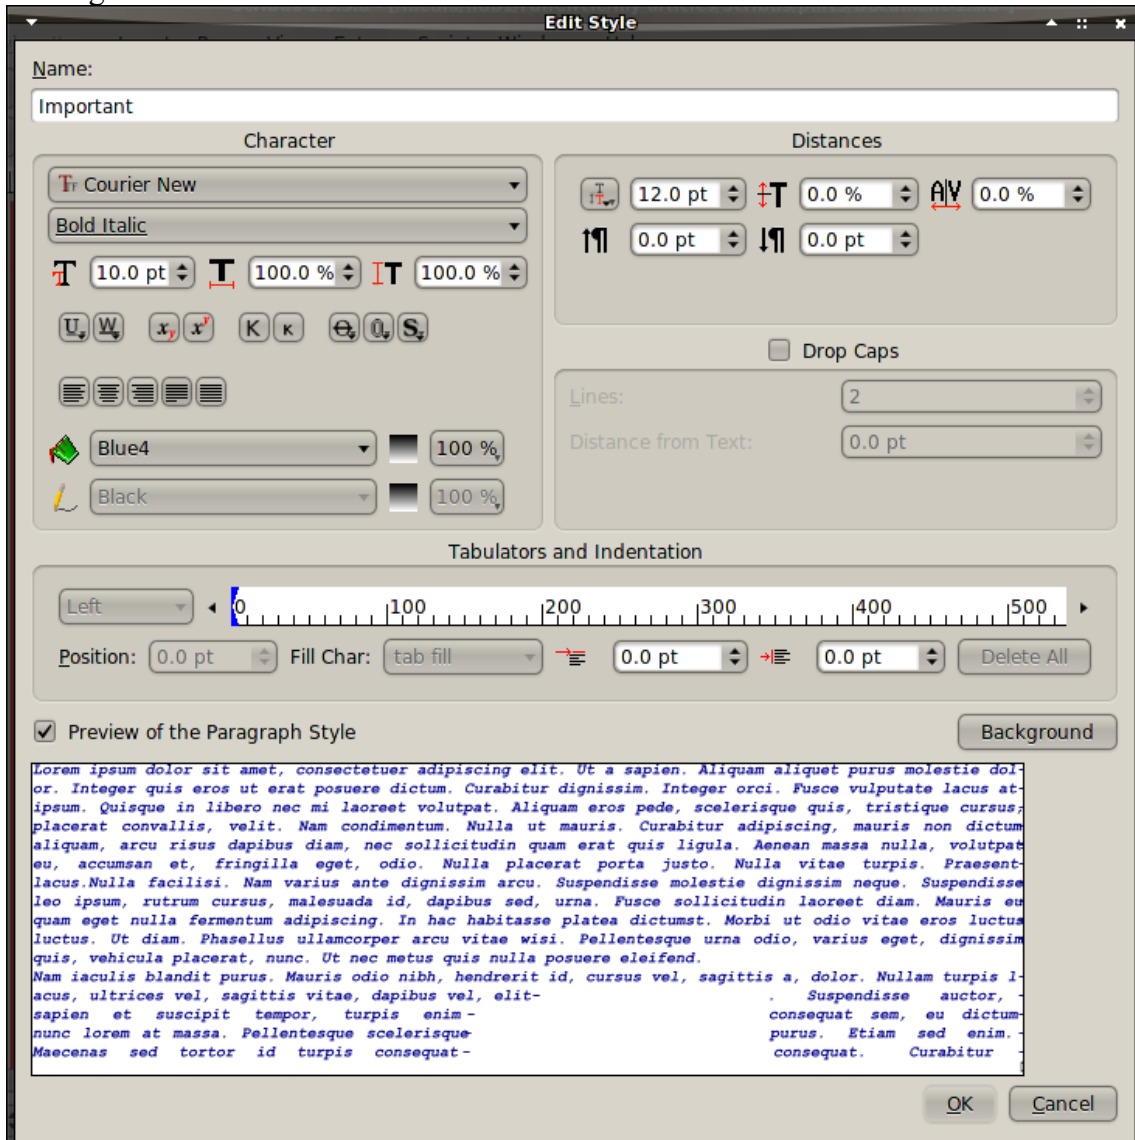 Edit Style
Name:
Important
Character
Distances
Courier New
12.0 pt
0.0 %
A|V
0.0 %
Bold Italic
0.0 pt
0.0 pt
10.0 pt
100.0 %
100.0 %
U W x y x y K K O O S
Drop Caps
Lines:
2
Blue4
100 %
Distance from Text:
0.0 pt
Black
100 %
Tabulators and Indentation
Left
0 100 200 300 400 500
Position: 0.0 pt Fill Char: tab fill 0.0 pt 0.0 pt Delete All
Preview of the Paragraph Style
Background
Lorem ipsum dolor sit amet, consectetuer adipiscing elit. Ut a sapien. Aliquam aliquet purus molestie dol-
or. Integer quis eros ut erat posuere dictum. Curabitur dignissim. Integer orci. Fusce vulputate lacus at-
ipsum. Quisque in libero nec mi laoreet volutpat. Aliquam eros pede, scelerisque quis, tristique cursus,
placerat convallis, velit. Nam condimentum. Nulla ut mauris. Curabitur adipiscing, mauris non dictum
aliquam, arcu risus dapibus diam, nec sollicitudin quam erat quis ligula. Aenean massa nulla, volutpat
eu, accumsan et, fringilla eget, odio. Nulla placerat porta justo. Nulla vitae turpis. Praesent-
lacus.Nulla facilisi. Nam varius ante dignissim arcu. Suspendisse molestie dignissim neque. Suspendisse
leo ipsum, rutrum cursus, malesuada id, dapibus sed, urna. Fusce sollicitudin laoreet diam. Mauris eu
quam eget nulla fermentum adipiscing. In hac habitasse platea dictumst. Morbi ut odio vitae eros luctus
luctus. Ut diam. Phasellus ullamcorper arcu vitae wisi. Pellentesque urna odio, varius eget, dignissim
quis, vehicula placerat, nunc. Ut nec metus quis nulla posuere eleifend.
Nam iaculis blandit purus. Mauris odio nibh, hendrerit id, cursus vel, sagittis a, dolor. Nullam turpis l-
acus, ultrices vel, sagittis vitae, dapibus vel, elit- . Suspendisse auctor, -
sapien et suscipit tempor, turpis enim- consequat sem, eu dictum-
nunc lorem at massa. Pellentesque scelerisque- purus. Etiam sed enim. -
Maecenas sed tortor id turpis consequat- consequat. Curabitur -
OK
Cancel